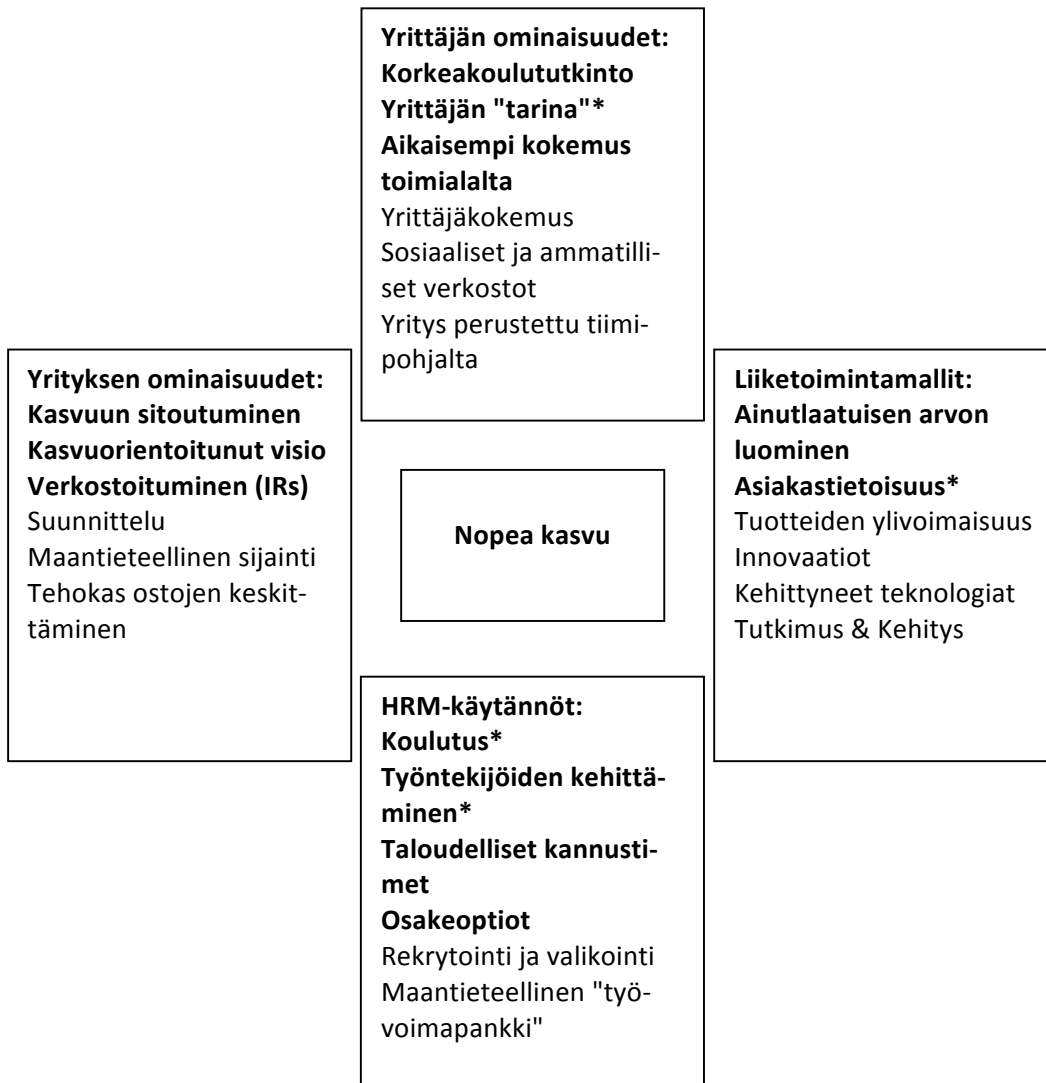 Yrittäjän ominaisuudet:
Korkeakoulututkinto
Yrittäjän "tarina"*
Aikaisempi kokemus
toimialalta
Yrittäjäkokemus
Sosiaaliset ja ammatilli-
set verkostot
Yritys perustettu tiimi-
pohjalta
Yrityksen ominaisuudet:
Kasvuun sitoutuminen
Kasvuorientoitunut visio
Verkostoituminen (IRs)
Suunnittelu
Maantieteellinen sijainti
Tehokas ostojen keskit-
täminen
Nopea kasvu
Liiketoimintamallit:
Ainutlaatuisen arvon
luominen
Asiakastietoisuus*
Tuotteiden ylivoimaisuus
Innovaatiot
Kehittyneet teknologiat
Tutkimus & Kehitys
HRM-käytännöt:
Koulutus*
Työntekijöiden kehittä-
minen*
Taloudelliset kannusti-
met
Osakeoptiot
Rekrytointi ja valikointi
Maantieteellinen "työ-
voimapankki"